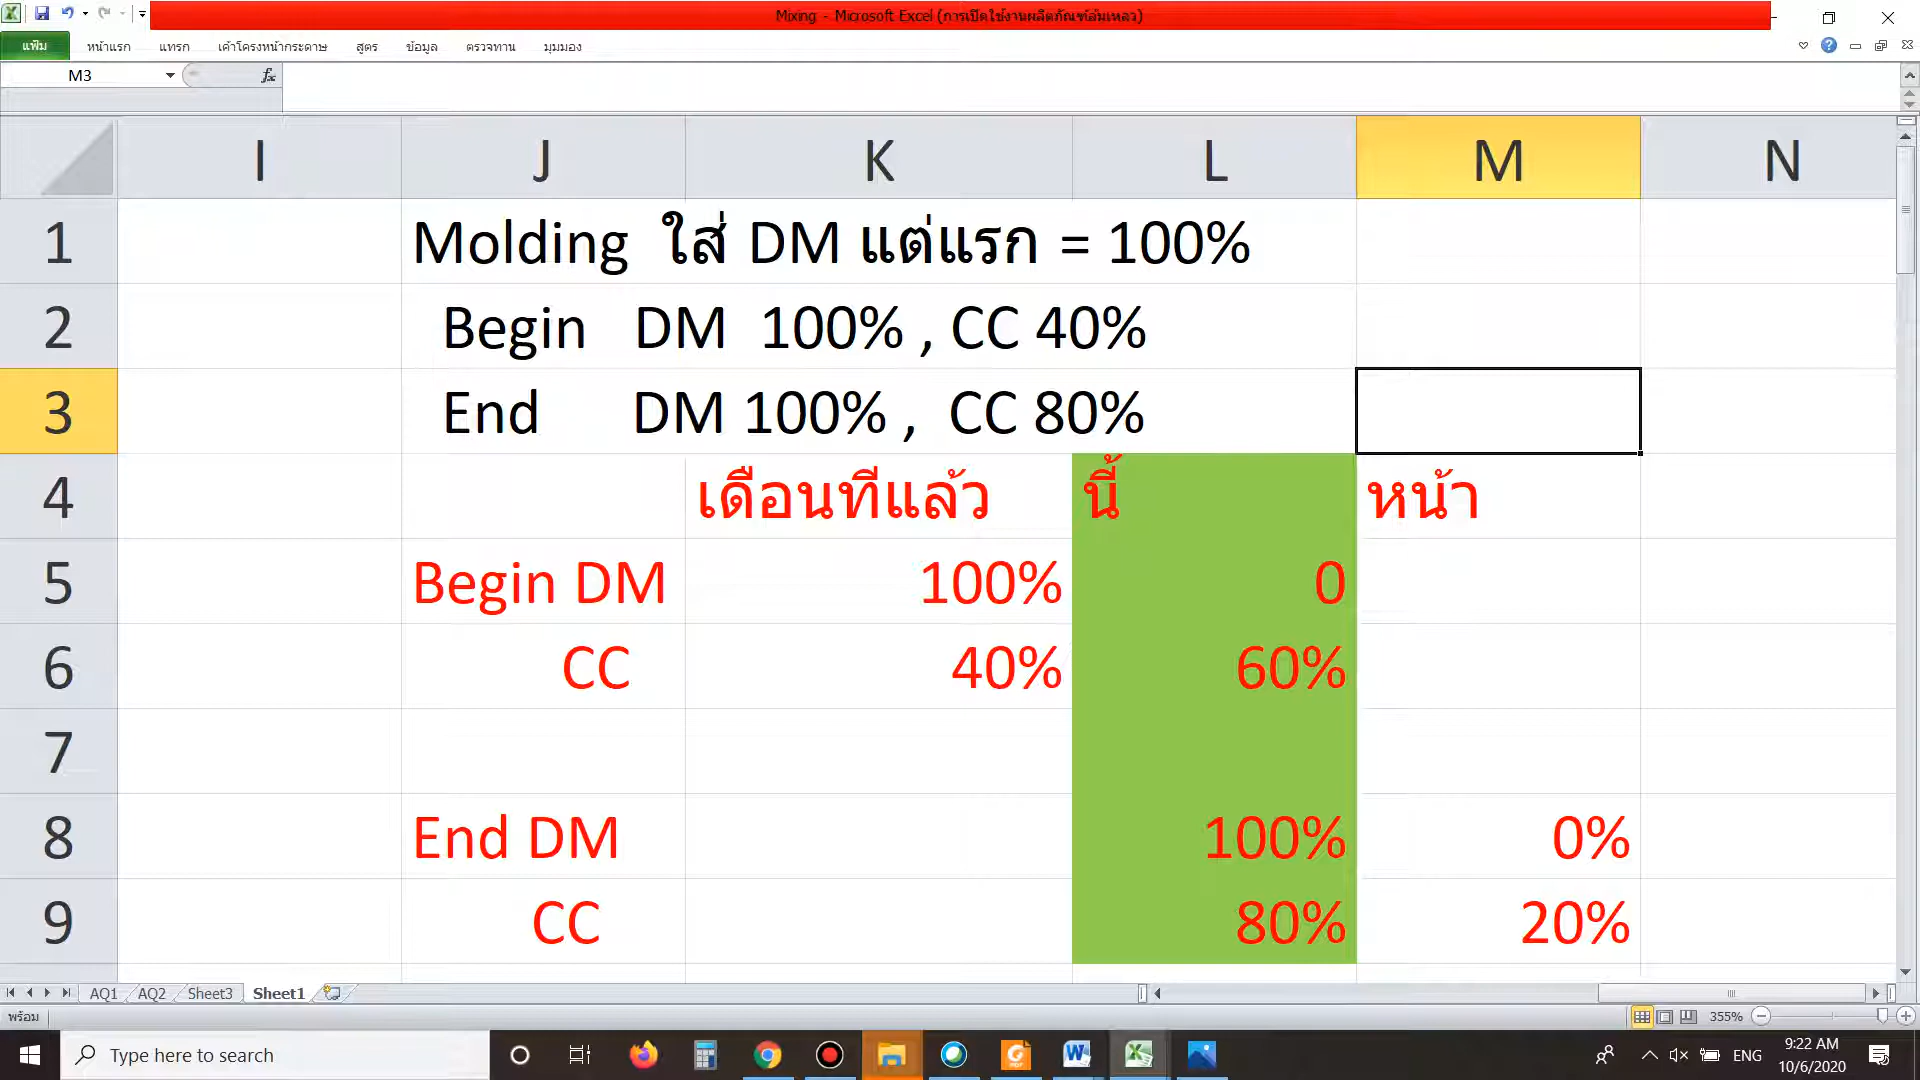 Mixing - Microsoft Excel (การเปิดใช้งานผลิตภัณฑ์ล้มเหลว)
แฟ้ม หน้าแรก แทรก เค้าโครงหน้ากระดาษ สูตร ข้อมูล ตรวจทาน มุมมอง
M3 fx
I J K L M N
1 Molding ใส่ DM แต่แรก = 100%
2 Begin DM 100% , CC 40%
3 End DM 100% , CC 80%
4 เดือนทีแล้ว นี้ หน้า
5 Begin DM 100% 0
6 CC 40% 60%
7
8 End DM 100% 0%
9 CC 80% 20%
AQ1 AQ2 Sheet3 Sheet1
พร้อม 355%
Type here to search ENG 9:22 AM
10/6/2020